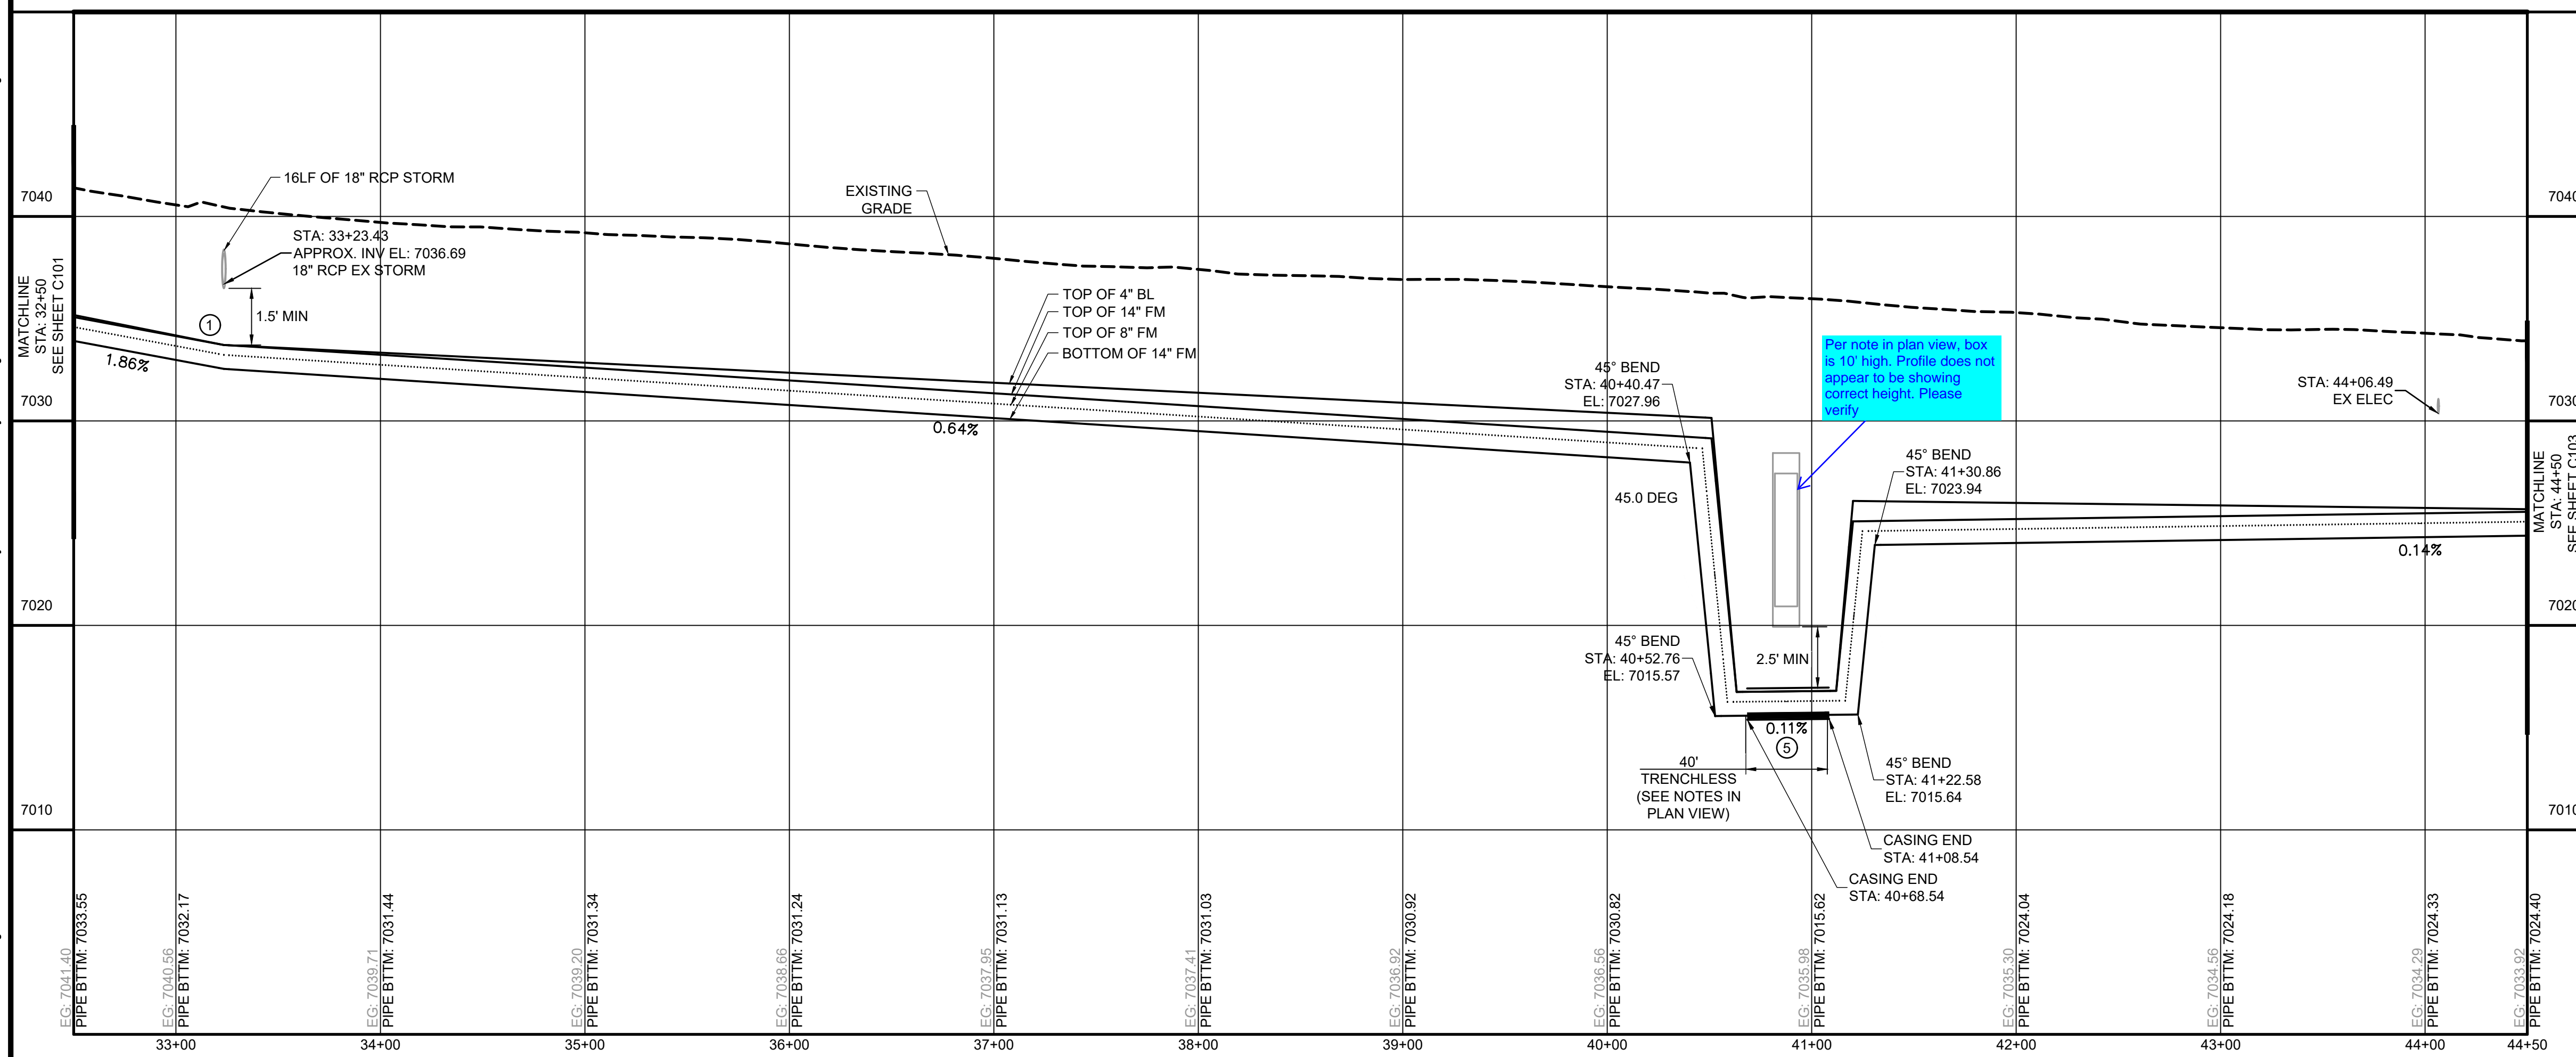 16LF OF 18" RCP STORM
STA: 33+23.43
APPROX. INV EL: 7036.69
18" RCP EX STORM
1.5' MIN
1
1.86%
MATCHLINE
STA: 32+50
SEE SHEET C101
7040
7030
7020
7010
EXISTING
GRADE
TOP OF 4" BL
TOP OF 14" FM
TOP OF 8" FM
BOTTOM OF 14" FM
0.64%
45° BEND
STA: 40+40.47
EL: 7027.96
45.0 DEG
Per note in plan view, box
is 10' high. Profile does not
appear to be showing
correct height. Please
verify
45° BEND
STA: 41+30.86
EL: 7023.94
45° BEND
STA: 40+52.76
EL: 7015.57
2.5' MIN
0.11%
5
40'
TRENCHLESS
(SEE NOTES IN
PLAN VIEW)
45° BEND
STA: 41+22.58
EL: 7015.64
CASING END
STA: 41+08.54
CASING END
STA: 40+68.54
STA: 44+06.49
EX ELEC
0.14%
MATCHLINE
STA: 44+50
SEE SHEET C103
7040
7030
7020
7010
EG: 7041.40
PIPE BTTM: 7033.55
EG: 7040.56
PIPE BTTM: 7032.17
EG: 7039.71
PIPE BTTM: 7031.44
EG: 7039.20
PIPE BTTM: 7031.34
EG: 7038.66
PIPE BTTM: 7031.24
EG: 7037.95
PIPE BTTM: 7031.13
EG: 7037.41
PIPE BTTM: 7031.03
EG: 7036.92
PIPE BTTM: 7030.92
EG: 7036.56
PIPE BTTM: 7030.82
EG: 7035.98
PIPE BTTM: 7015.62
EG: 7035.30
PIPE BTTM: 7024.04
EG: 7034.56
PIPE BTTM: 7024.18
EG: 7034.29
PIPE BTTM: 7024.33
EG: 7033.92
PIPE BTTM: 7024.40
33+00
34+00
35+00
36+00
37+00
38+00
39+00
40+00
41+00
42+00
43+00
44+00
44+50